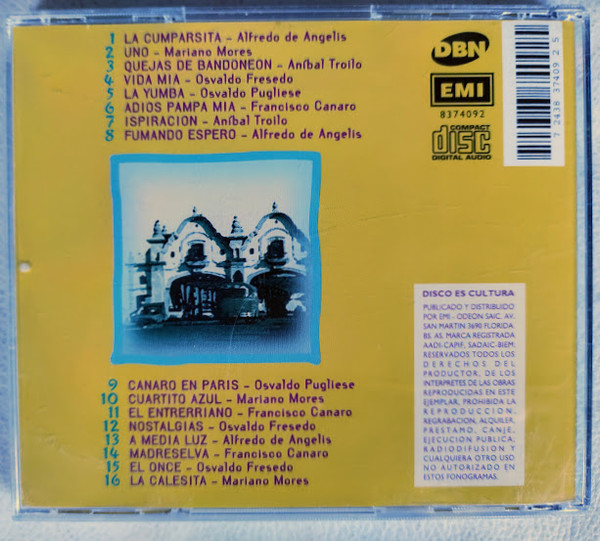 1 LA CUMPARSITA – Alfredo de Angelis
2 UNO – Mariano Mores
3 QUEJAS DE BANDONEON – Aníbal Troilo
4 VIDA MIA – Osvaldo Fresedo
5 LA YUMBA – Osvaldo Pugliese
6 ADIOS PAMPA MIA – Francisco Canaro
7 ISPIRACION – Aníbal Troilo
8 FUMANDO ESPERO – Alfredo de Angelis
DBN
EMI
8374092
COMPACT
disc
DIGITAL AUDIO
7 2438 37409 2 5
9 CANARO EN PARIS – Osvaldo Pugliese
10 CUARTITO AZUL – Mariano Mores
11 EL ENTRERRIANO – Francisco Canaro
12 NOSTALGIAS – Osvaldo Fresedo
13 A MEDIA LUZ – Alfredo de Angelis
14 MADRESELVA – Francisco Canaro
15 EL ONCE – Osvaldo Fresedo
16 LA CALESITA – Mariano Mores
DISCO ES CULTURA
PUBLICADO Y DISTRIBUIDO
POR EMI - ODEON SAIC. AV.
SAN MARTIN 3690 FLORIDA.
BS. AS. MARCA REGISTRADA
AADI-CAPIF, SADAIC-BIEM.
RESERVADOS TODOS LOS
DERECHOS DEL
PRODUCTOR, DE LOS
INTERPRETES DE LAS OBRAS
REPRODUCIDAS EN ESTE
EJEMPLAR, PROHIBIDA LA
REPRODUCCION,
REGRABACION, ALQUILER,
PRESTAMO, CANJE,
EJECUCION PUBLICA,
RADIODIFUSION Y
CUALQUIERA OTRO USO
NO AUTORIZADO EN
ESTOS FONOGRAMAS.